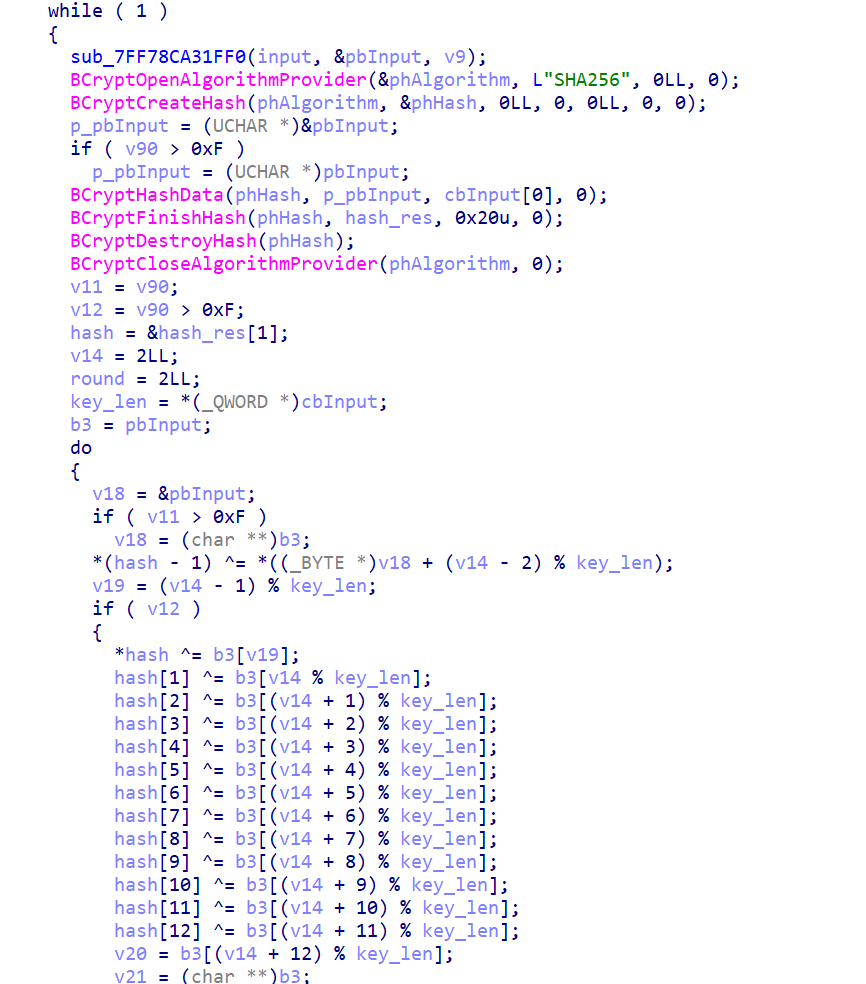 while ( 1 )
{
sub_7FF78CA31FF0(input, &pbInput, v9);
BCryptOpenAlgorithmProvider(&phAlgorithm, L"SHA256", 0LL, 0);
BCryptCreateHash(phAlgorithm, &phHash, 0LL, 0, 0LL, 0, 0);
p_pbInput = (UCHAR *)&pbInput;
if ( v90 > 0xF )
p_pbInput = (UCHAR *)pbInput;
BCryptHashData(phHash, p_pbInput, cbInput[0], 0);
BCryptFinishHash(phHash, hash_res, 0x20u, 0);
BCryptDestroyHash(phHash);
BCryptCloseAlgorithmProvider(phAlgorithm, 0);
v11 = v90;
v12 = v90 > 0xF;
hash = &hash_res[1];
v14 = 2LL;
round = 2LL;
key_len = *(_QWORD *)cbInput;
b3 = pbInput;
do
{
v18 = &pbInput;
if ( v11 > 0xF )
v18 = (char **)b3;
*(hash - 1) ^= *((_BYTE *)v18 + (v14 - 2) % key_len);
v19 = (v14 - 1) % key_len;
if ( v12 )
{
*hash ^= b3[v19];
hash[1] ^= b3[v14 % key_len];
hash[2] ^= b3[(v14 + 1) % key_len];
hash[3] ^= b3[(v14 + 2) % key_len];
hash[4] ^= b3[(v14 + 3) % key_len];
hash[5] ^= b3[(v14 + 4) % key_len];
hash[6] ^= b3[(v14 + 5) % key_len];
hash[7] ^= b3[(v14 + 6) % key_len];
hash[8] ^= b3[(v14 + 7) % key_len];
hash[9] ^= b3[(v14 + 8) % key_len];
hash[10] ^= b3[(v14 + 9) % key_len];
hash[11] ^= b3[(v14 + 10) % key_len];
hash[12] ^= b3[(v14 + 11) % key_len];
v20 = b3[(v14 + 12) % key_len];
v21 = (char **)b3;